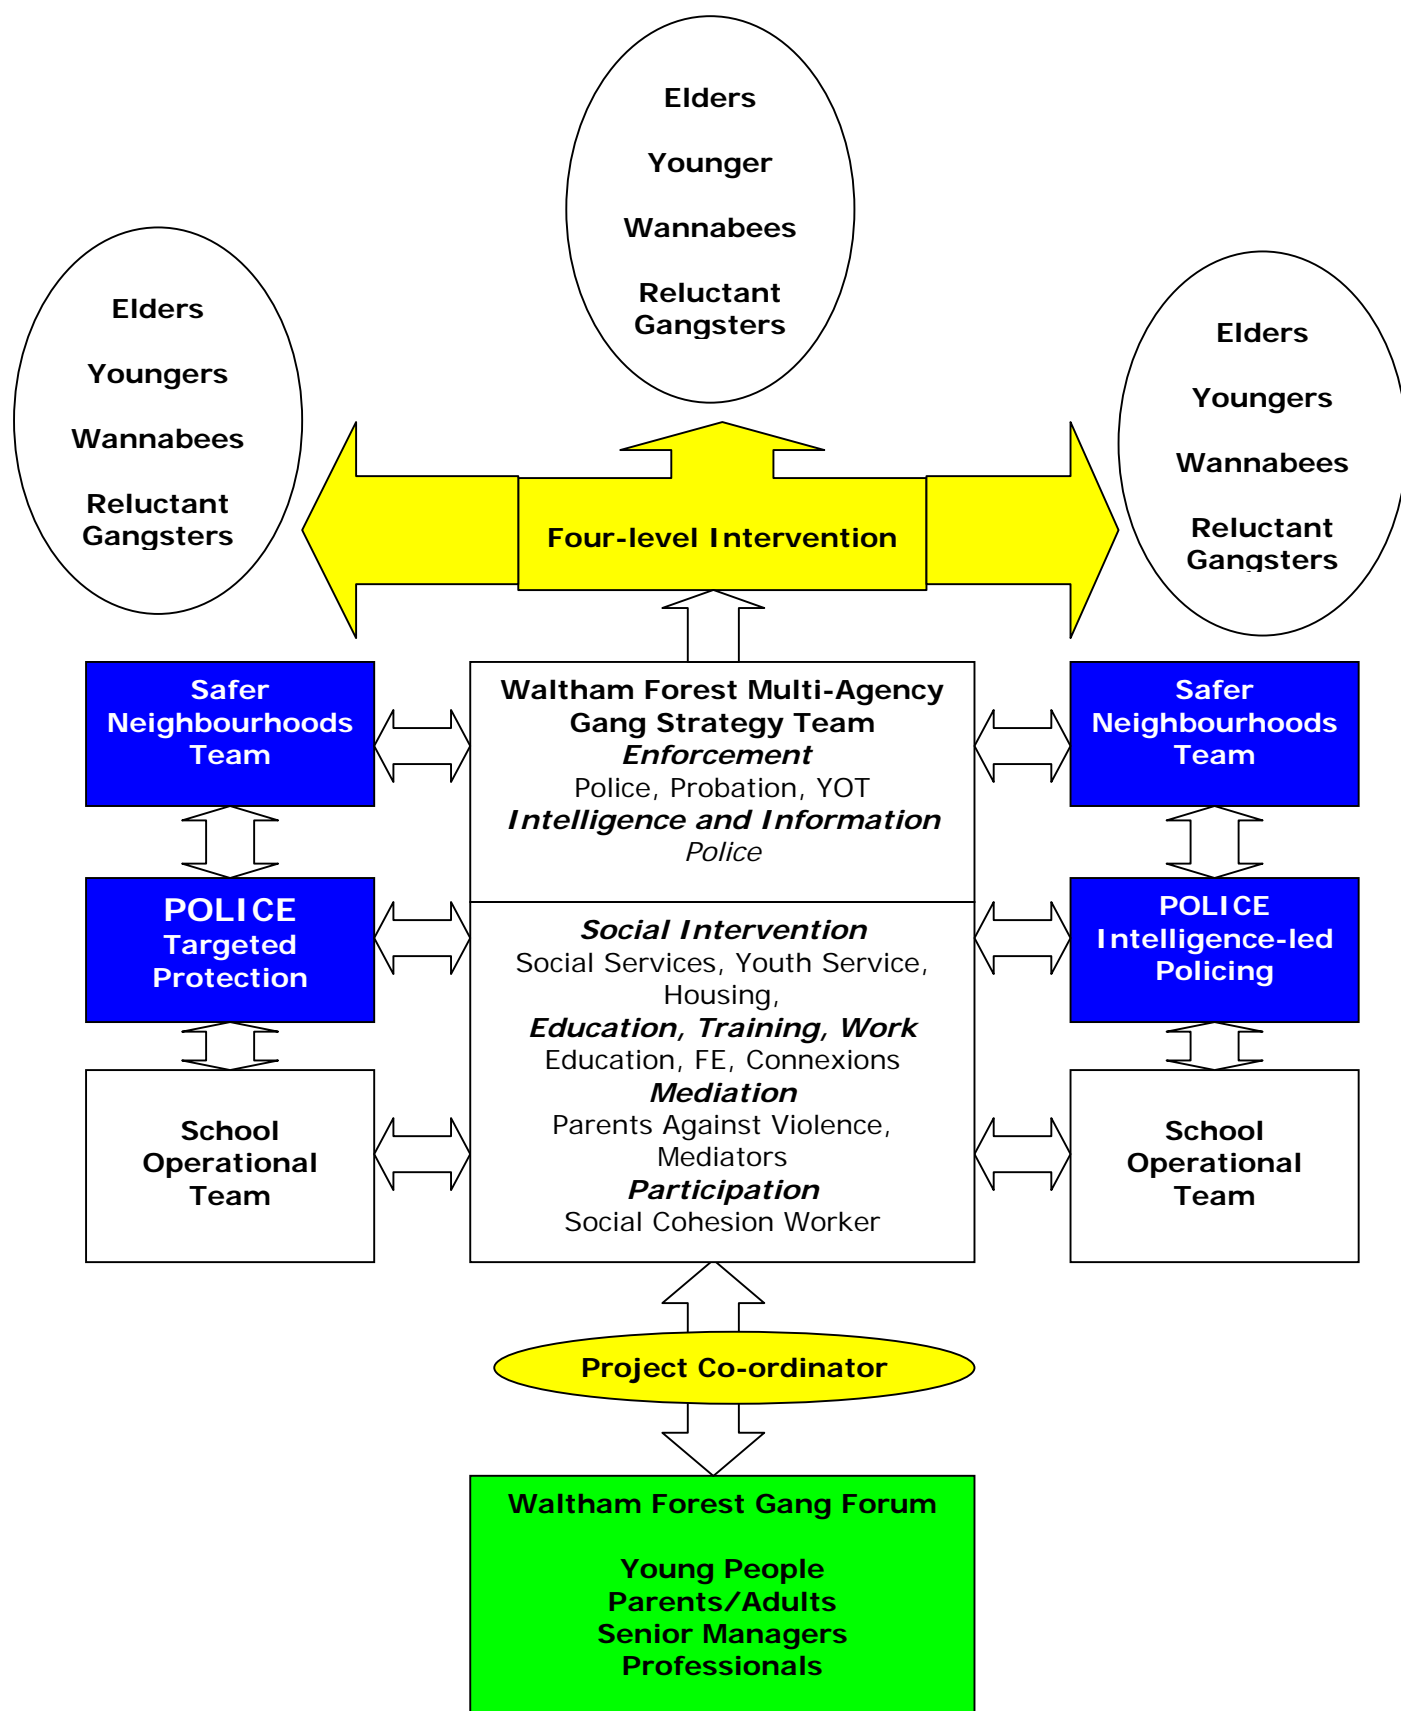 Elders
Younger
Wannabees
Reluctant
Gangsters
Elders
Youngers
Wannabees
Reluctant
Gangsters
Elders
Youngers
Wannabees
Reluctant
Gangsters
Four-level Intervention
Safer
Neighbourhoods
Team
Waltham Forest Multi-Agency
Gang Strategy Team
Enforcement
Police, Probation, YOT
Intelligence and Information
Police
Safer
Neighbourhoods
Team
POLICE
Targeted
Protection
Social Intervention
Social Services, Youth Service,
Housing,
Education, Training, Work
Education, FE, Connexions
Mediation
Parents Against Violence,
Mediators
Participation
Social Cohesion Worker
POLICE
Intelligence-led
Policing
School
Operational
Team
School
Operational
Team
Project Co-ordinator
Waltham Forest Gang Forum
Young People
Parents/Adults
Senior Managers
Professionals